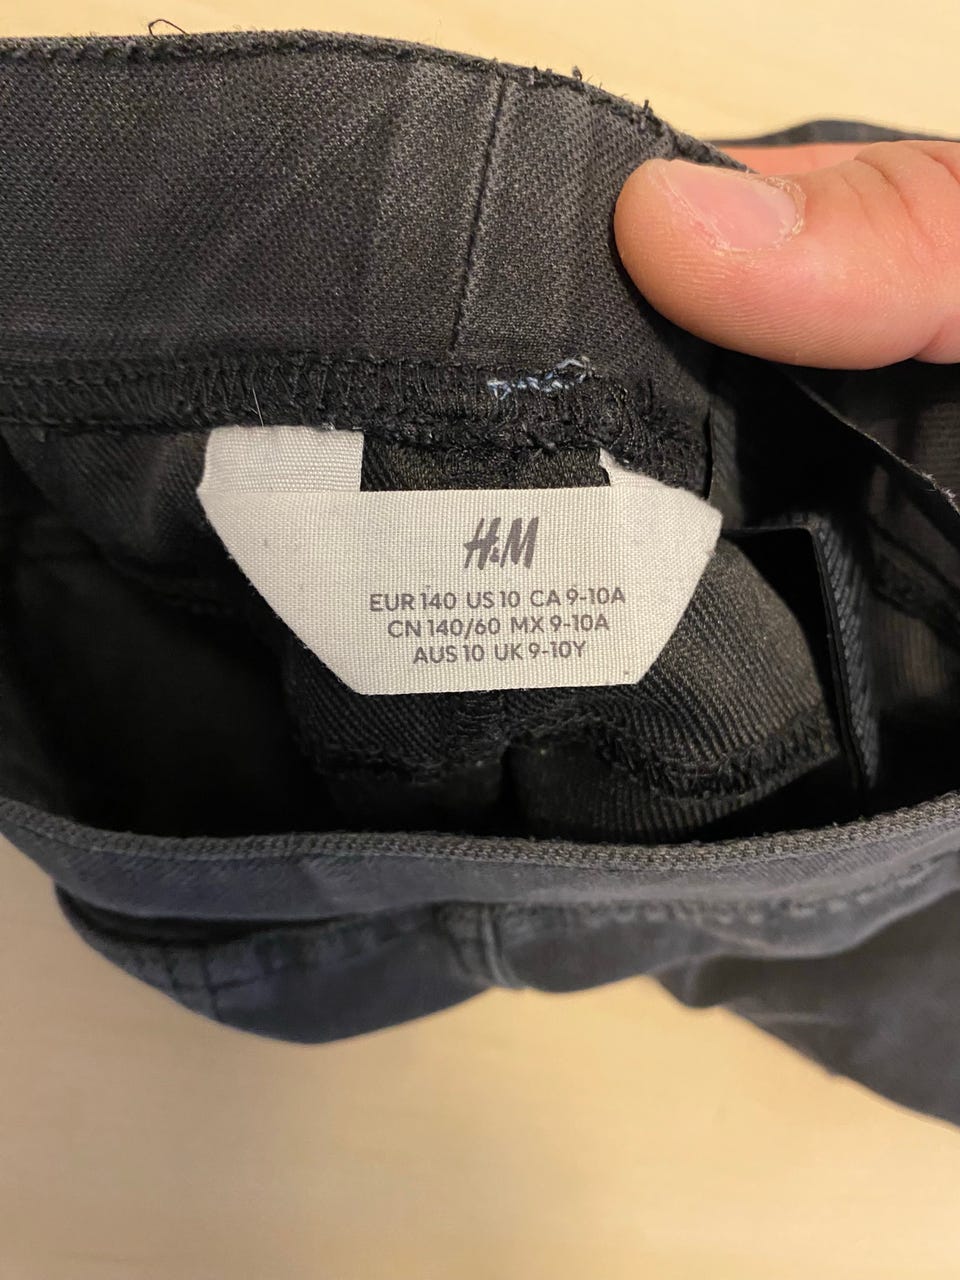 H&M
EUR 140 US 10 CA 9-10A
CN 140/60 MX 9-10A
AUS 10 UK 9-10Y